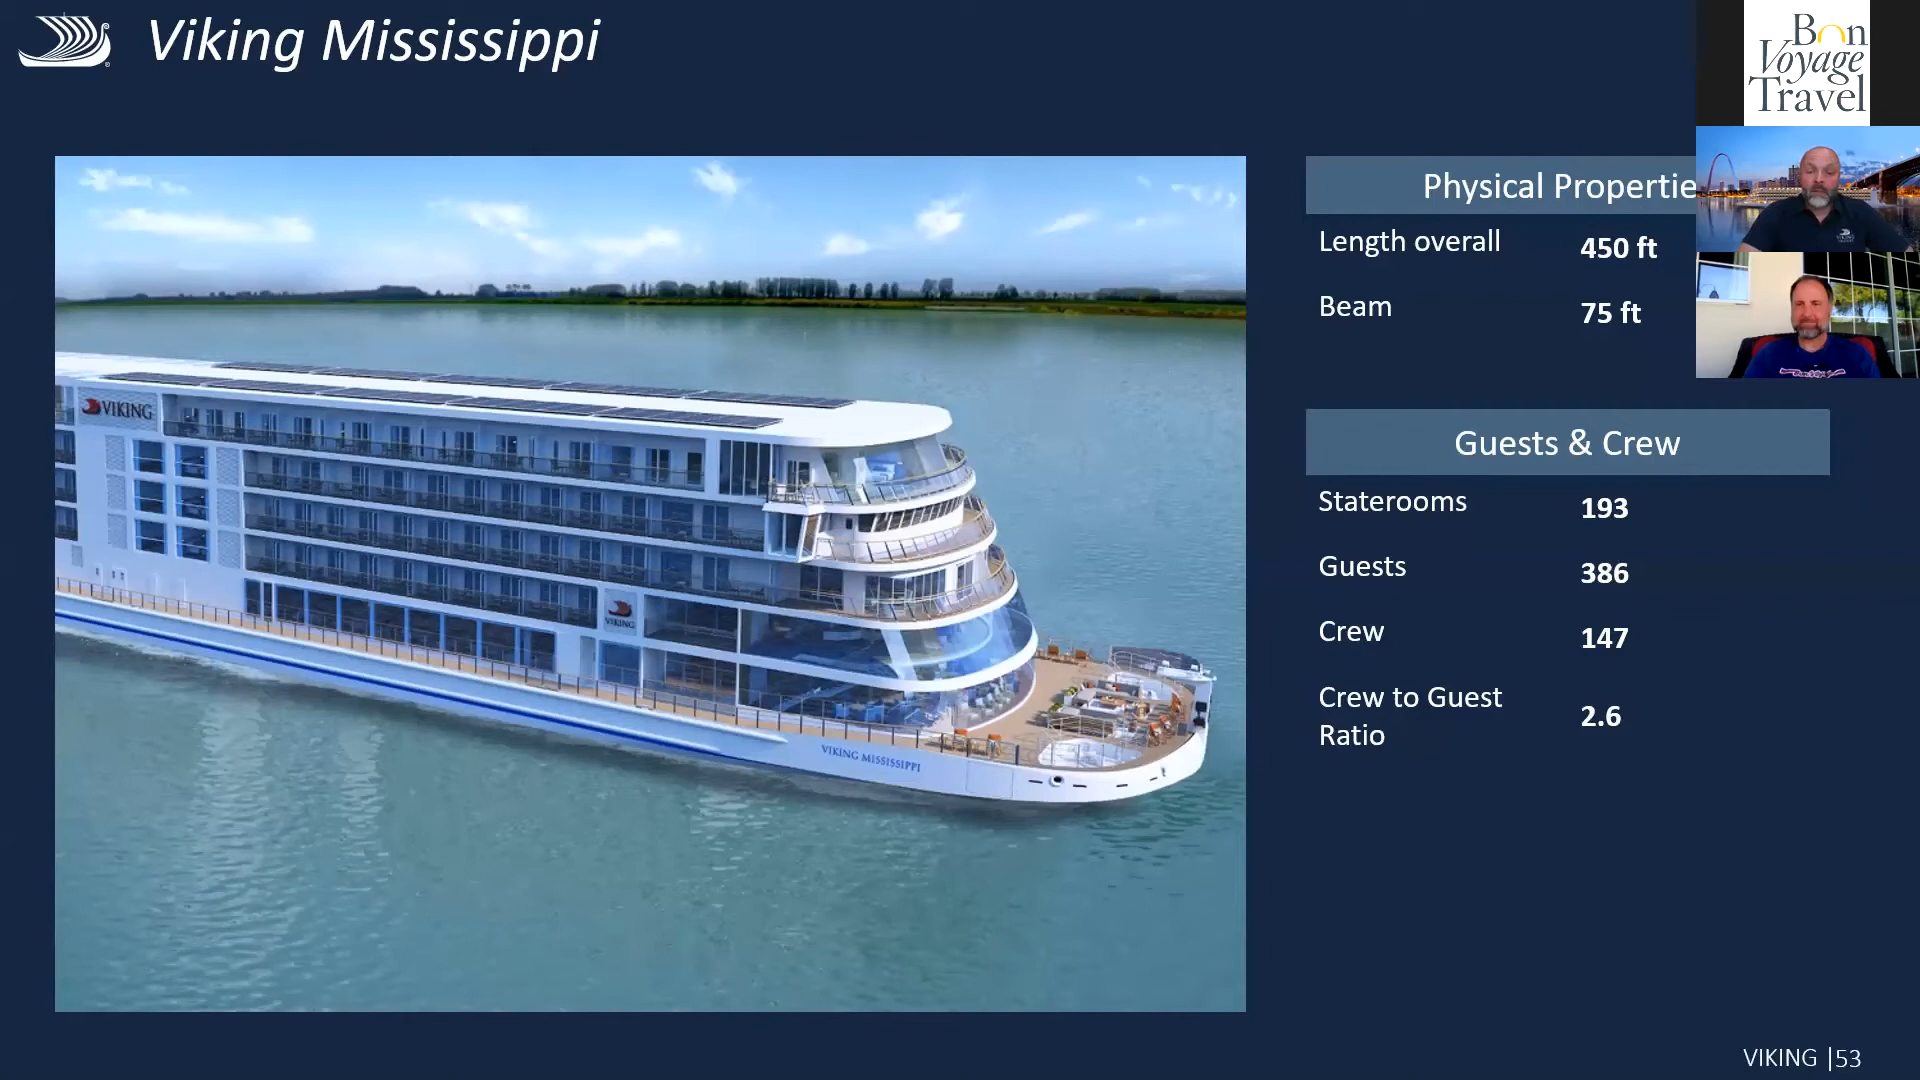 Viking Mississippi
Bon
Voyage
Travel
Physical Propertie
Length overall 450 ft
Beam 75 ft
Guests & Crew
Staterooms 193
Guests 386
Crew 147
Crew to Guest
Ratio 2.6
VIKING
VIKING
VIKING MISSISSIPPI
VIKING |53